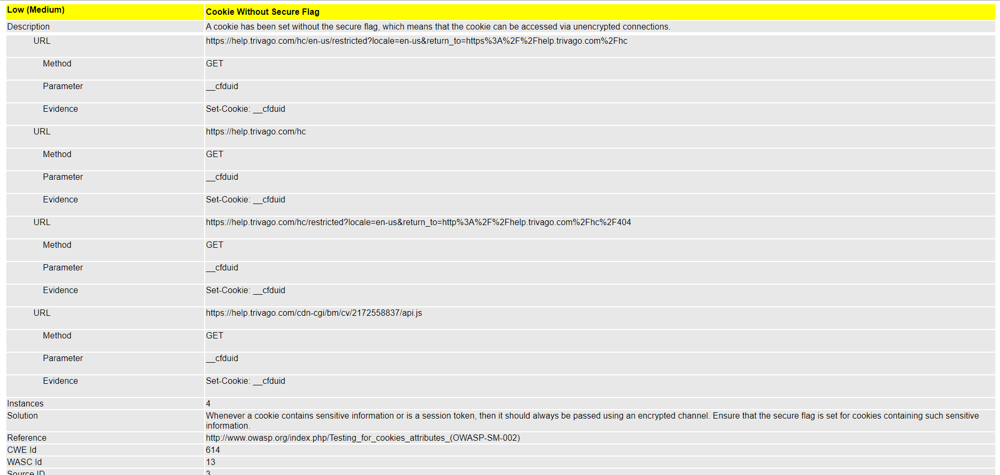 Low (Medium) Cookie Without Secure Flag
Description A cookie has been set without the secure flag, which means that the cookie can be accessed via unencrypted connections.
URL https://help.trivago.com/hc/en-us/restricted?locale=en-us&return_to=https%3A%2F%2Fhelp.trivago.com%2Fhc
Method GET
Parameter __cfduid
Evidence Set-Cookie: __cfduid
URL https://help.trivago.com/hc
Method GET
Parameter __cfduid
Evidence Set-Cookie: __cfduid
URL https://help.trivago.com/hc/restricted?locale=en-us&return_to=http%3A%2F%2Fhelp.trivago.com%2Fhc%2F404
Method GET
Parameter __cfduid
Evidence Set-Cookie: __cfduid
URL https://help.trivago.com/cdn-cgi/bm/cv/2172558837/api.js
Method GET
Parameter __cfduid
Evidence Set-Cookie: __cfduid
Instances 4
Solution Whenever a cookie contains sensitive information or is a session token, then it should always be passed using an encrypted channel. Ensure that the secure flag is set for cookies containing such sensitive
information.
Reference http://www.owasp.org/index.php/Testing_for_cookies_attributes_(OWASP-SM-002)
CWE Id 614
WASC Id 13
Source ID 3